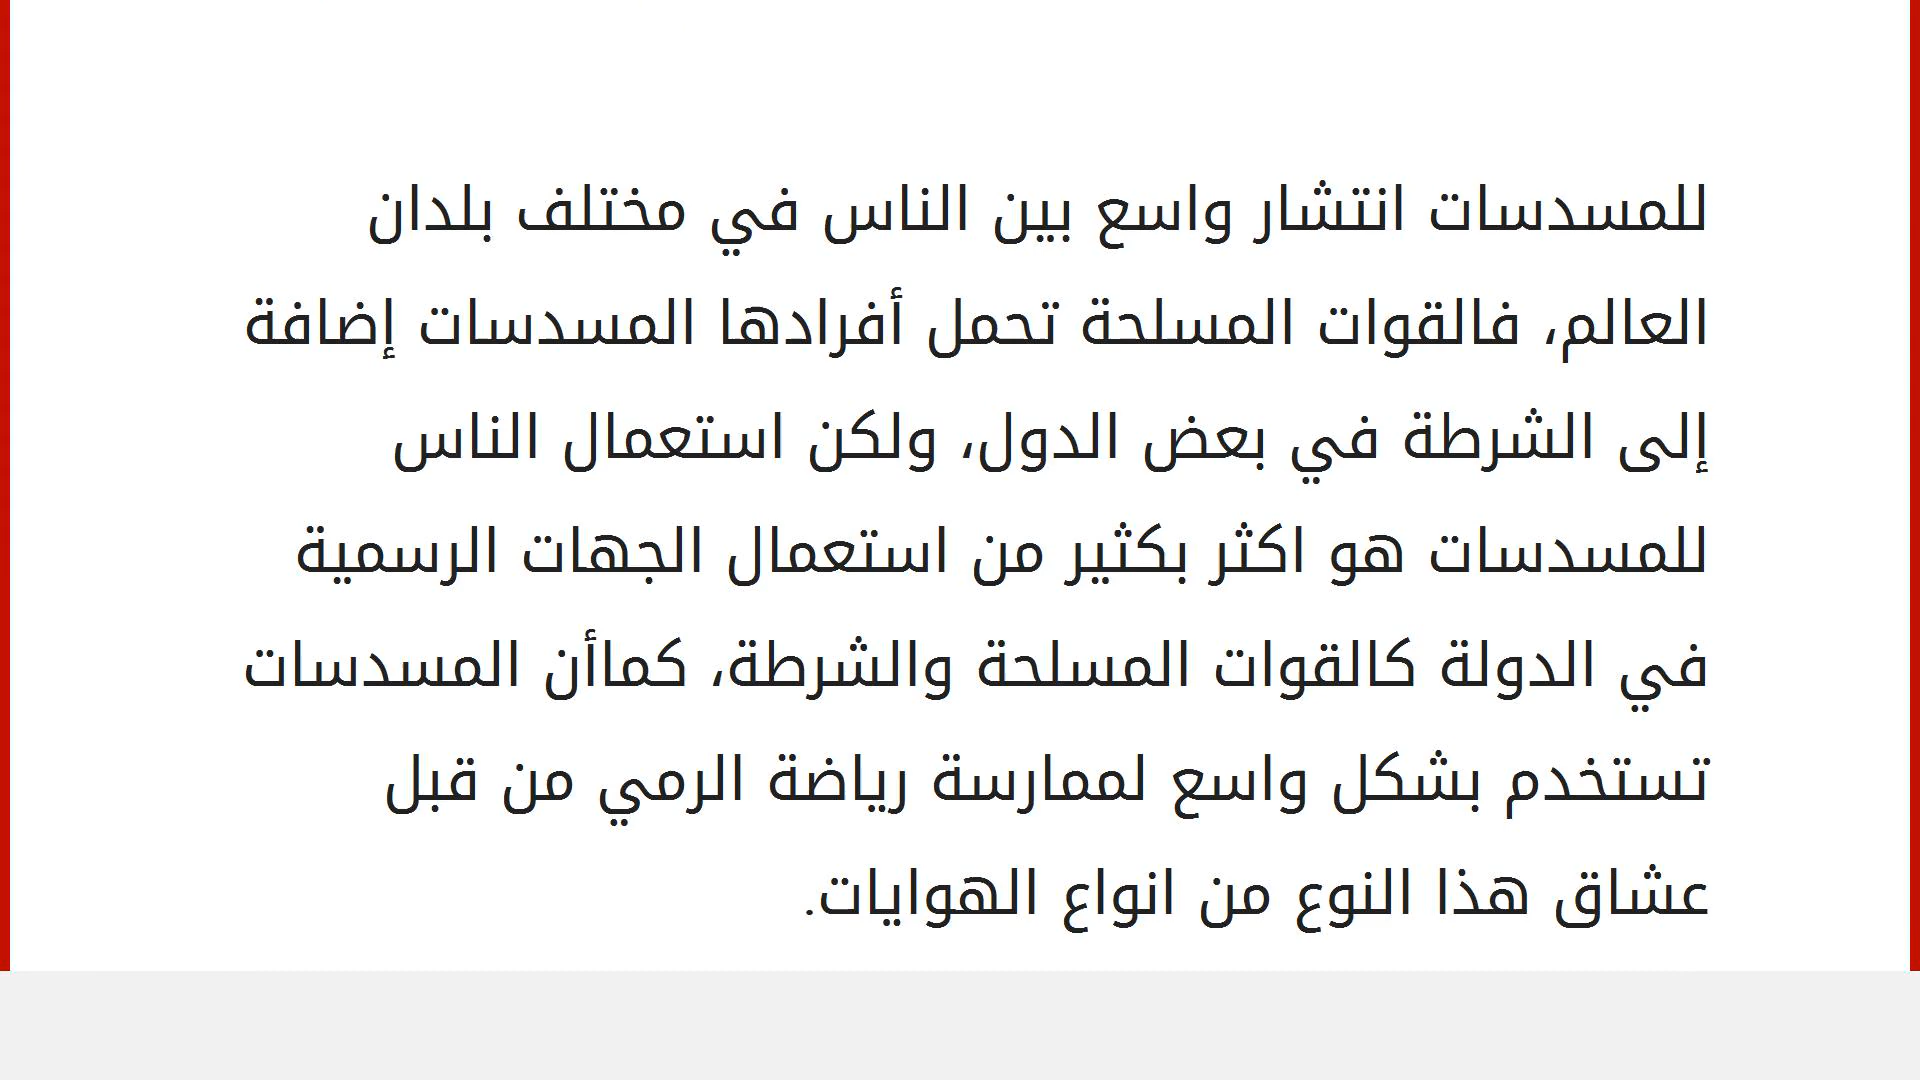 للمسدسات انتشار واسع بين الناس في مختلف بلدان
العالم، فالقوات المسلحة تحمل أفرادها المسدسات إضافة
إلى الشرطة في بعض الدول، ولكن استعمال الناس
للمسدسات هو اكثر بكثير من استعمال الجهات الرسمية
في الدولة كالقوات المسلحة والشرطة، كماأن المسدسات
تستخدم بشكل واسع لممارسة رياضة الرمي من قبل
عشاق هذا النوع من انواع الهوايات.